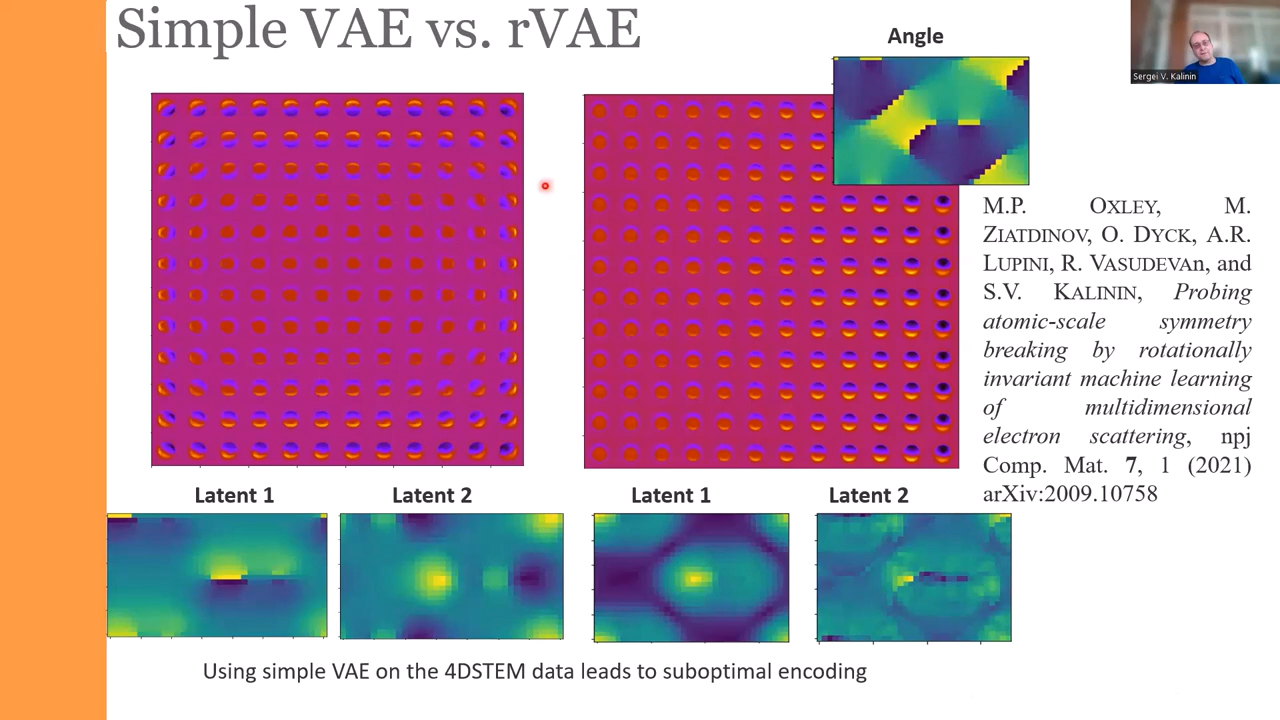 Simple VAE vs. rVAE
Angle
Sergei V. Kalinin
M.P. OXLEY, M.
ZIATDINOV, O. DYCK, A.R.
LUPINI, R. VASUDEVAn, and
S.V. KALININ, Probing
atomic-scale symmetry
breaking by rotationally
invariant machine learning
of multidimensional
electron scattering, npj
Comp. Mat. 7, 1 (2021)
arXiv:2009.10758
Latent 1
Latent 2
Latent 1
Latent 2
Using simple VAE on the 4DSTEM data leads to suboptimal encoding